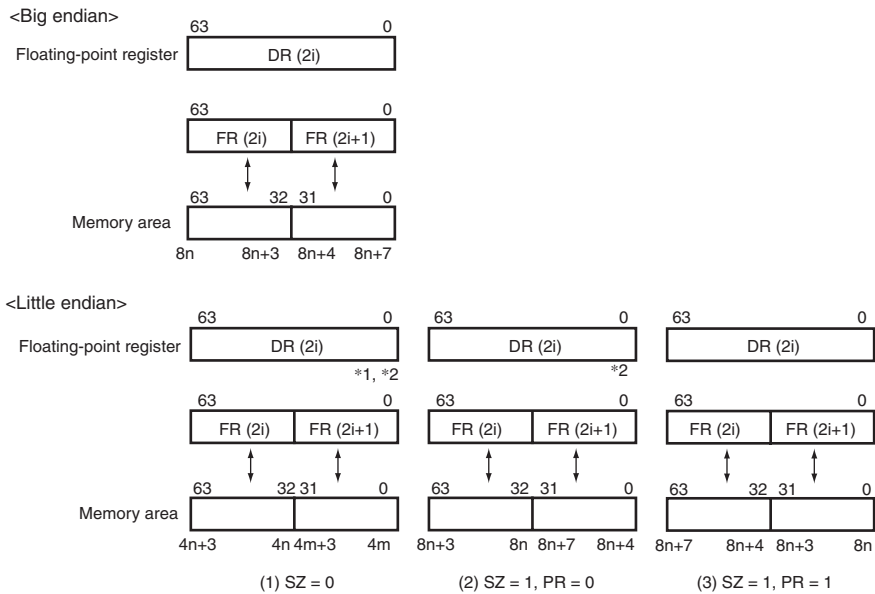 <Big endian>
63 0
Floating-point register DR (2i)
63 0
FR (2i) FR (2i+1)
63 32 31 0
Memory area
8n 8n+3 8n+4 8n+7
<Little endian>
63 0 63 0 63 0
Floating-point register DR (2i) DR (2i) DR (2i)
*1, *2 *2
63 0 63 0 63 0
FR (2i) FR (2i+1) FR (2i) FR (2i+1) FR (2i) FR (2i+1)
63 32 31 0 63 32 31 0 63 32 31 0
Memory area
4n+3 4n 4m+3 4m 8n+3 8n 8n+7 8n+4 8n+7 8n+4 8n+3 8n
(1) SZ = 0 (2) SZ = 1, PR = 0 (3) SZ = 1, PR = 1